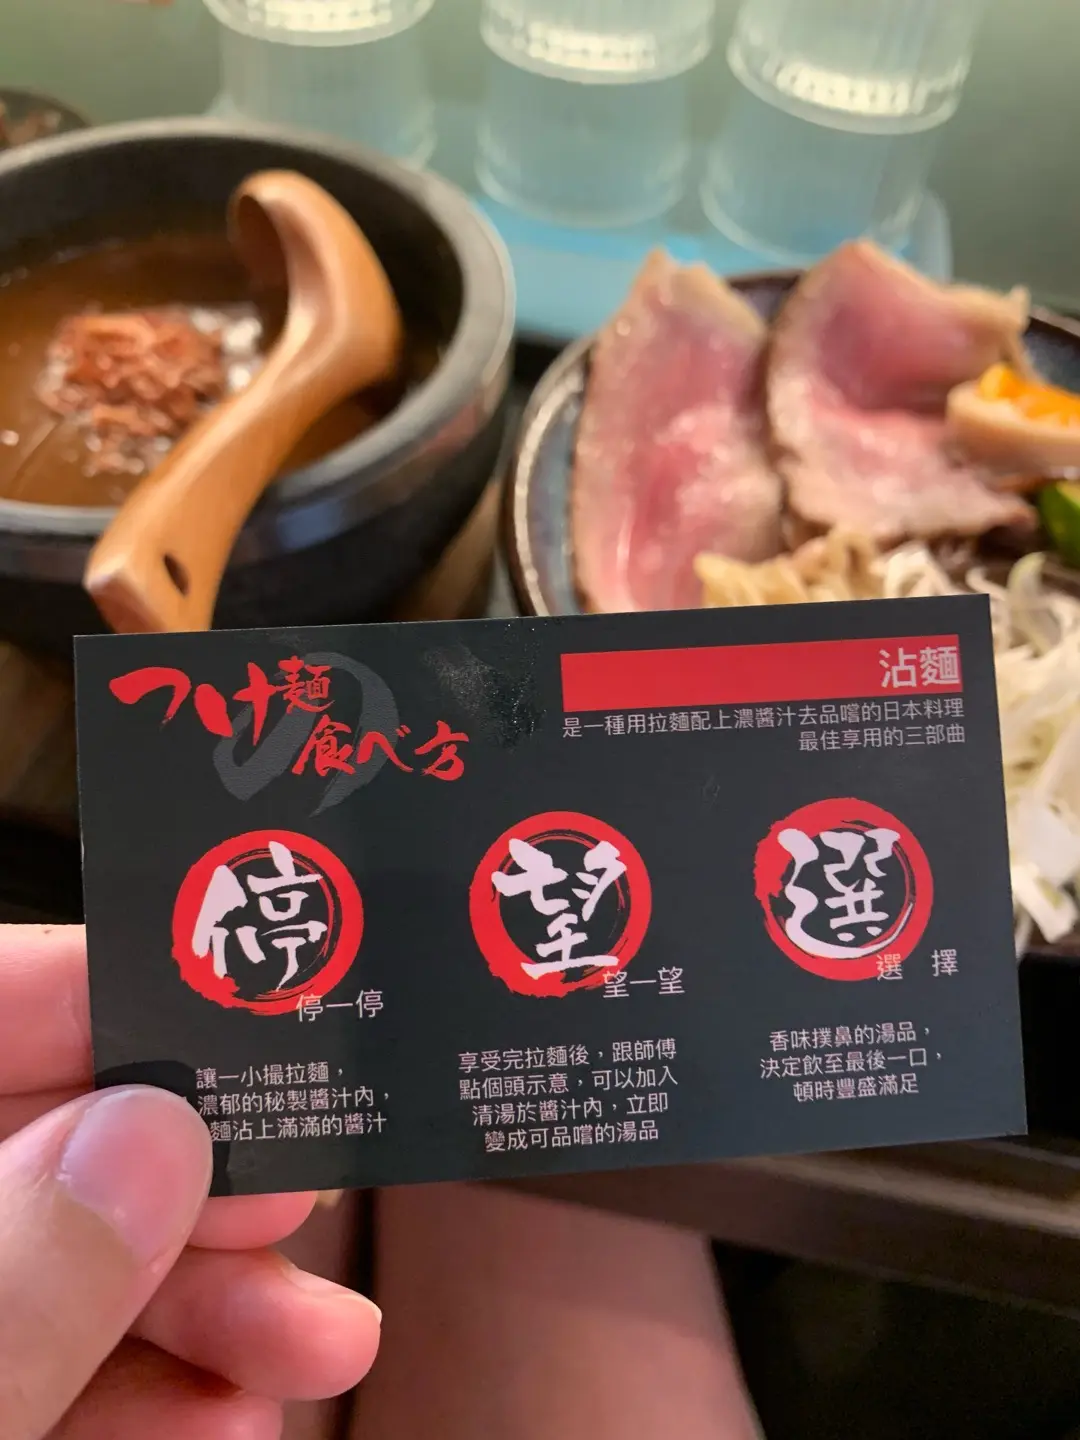 つけ麺
の
食べ方
沾麵
是一種用拉麵配上濃醬汁去品嚐的日本料理
最佳享用的三部曲
停
停一停
讓一小撮拉麵，
濃郁的秘製醬汁內，
麵沾上滿滿的醬汁
望
望一望
享受完拉麵後，跟師傅
點個頭示意，可以加入
清湯於醬汁內，立即
變成可品嚐的湯品
選
選 擇
香味撲鼻的湯品，
決定飲至最後一口，
頓時豐盛滿足